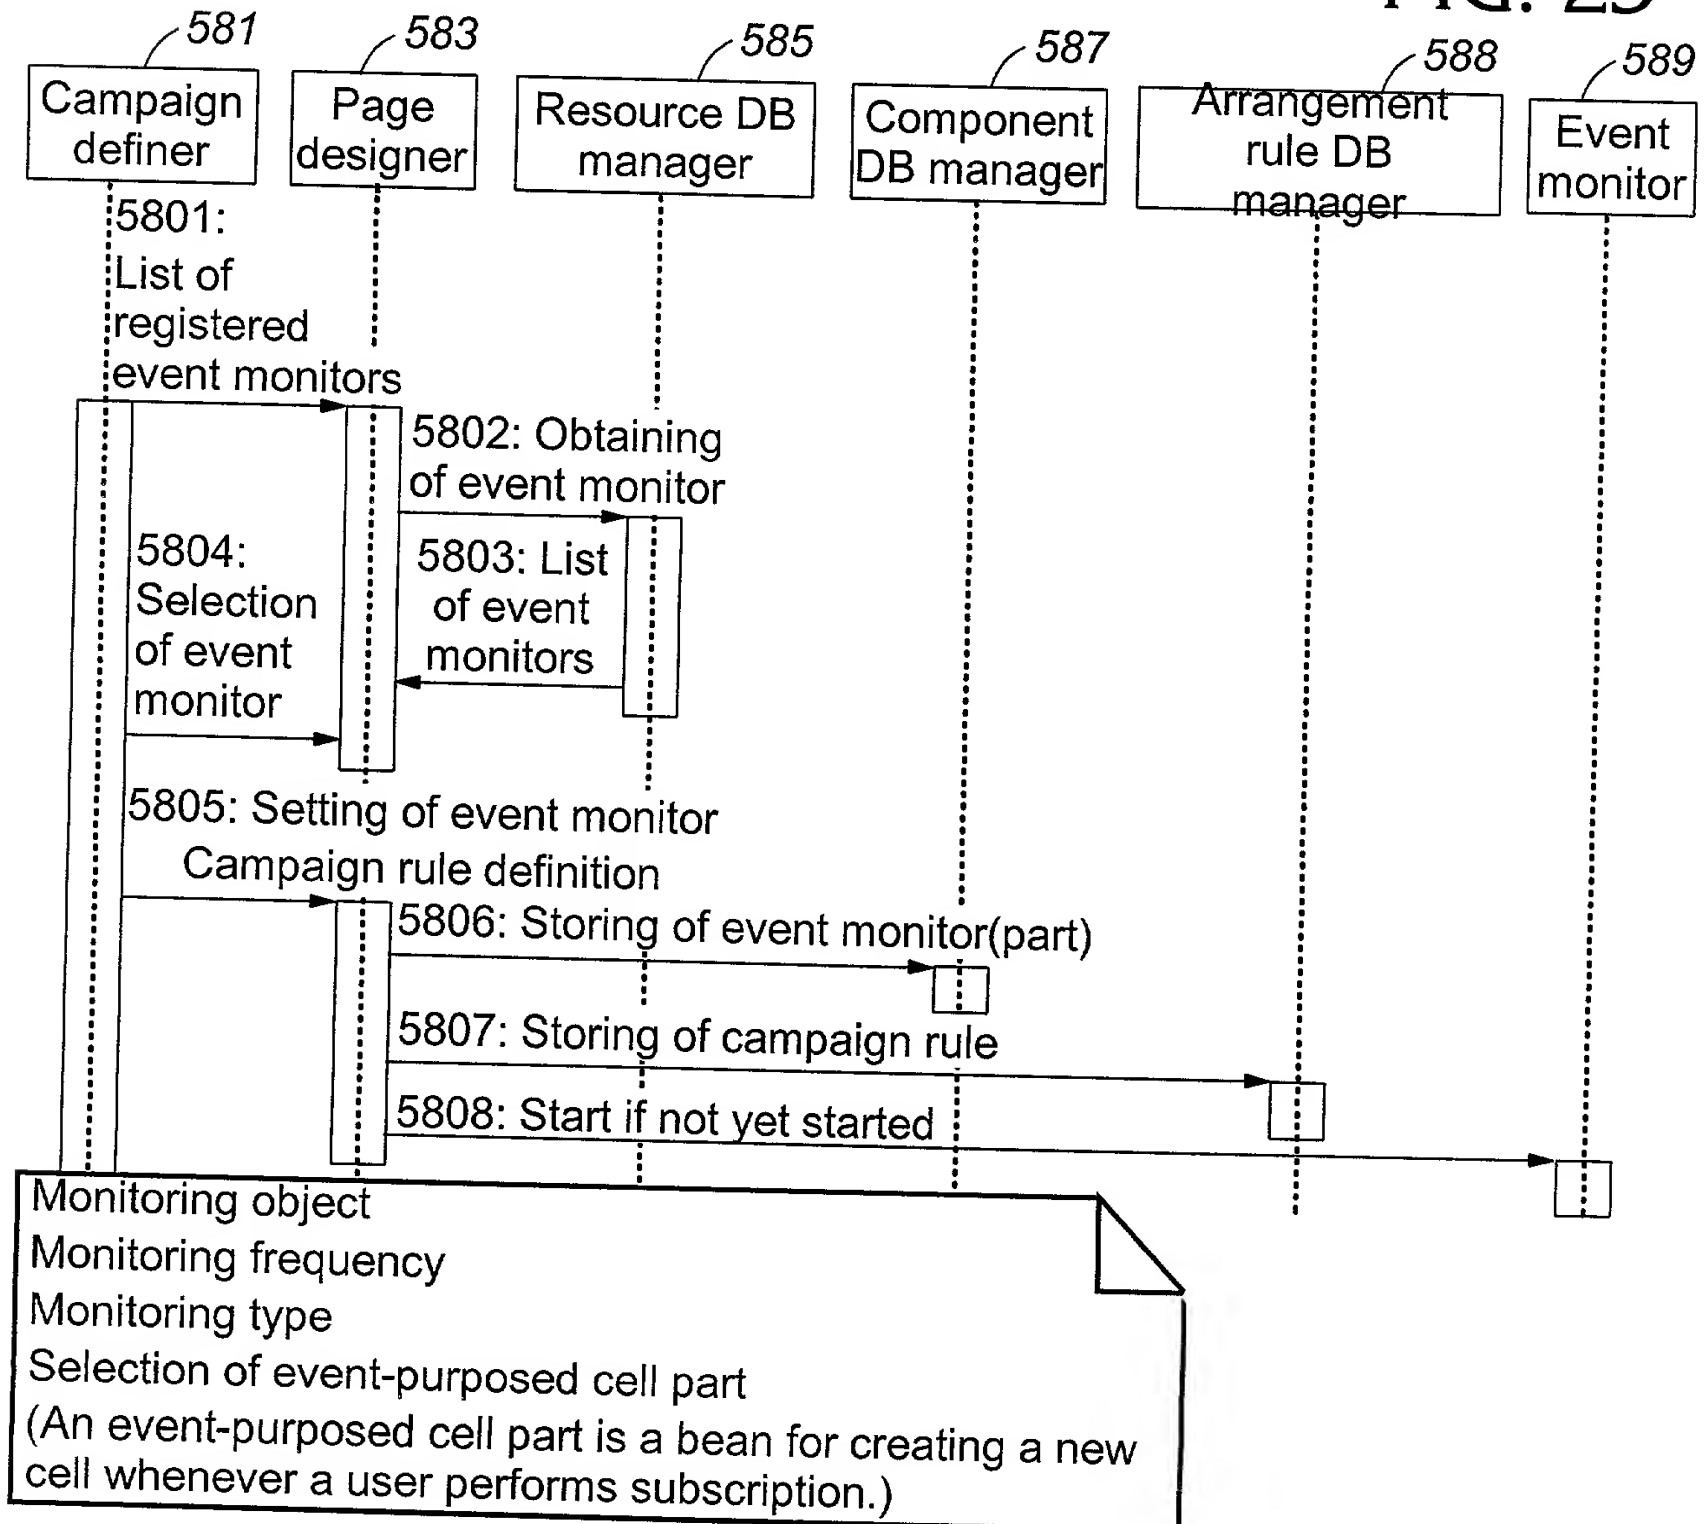 FIG. 25
581
583
585
587
588
589
Campaign
definer
Page
designer
Resource DB
manager
Component
DB manager
Arrangement
rule DB
manager
Event
monitor
5801:
List of
registered
event monitors
5802: Obtaining
of event monitor
5803: List
of event
monitors
5804:
Selection
of event
monitor
5805: Setting of event monitor
Campaign rule definition
5806: Storing of event monitor(part)
5807: Storing of campaign rule
5808: Start if not yet started
Monitoring object
Monitoring frequency
Monitoring type
Selection of event-purposed cell part
(An event-purposed cell part is a bean for creating a new
cell whenever a user performs subscription.)